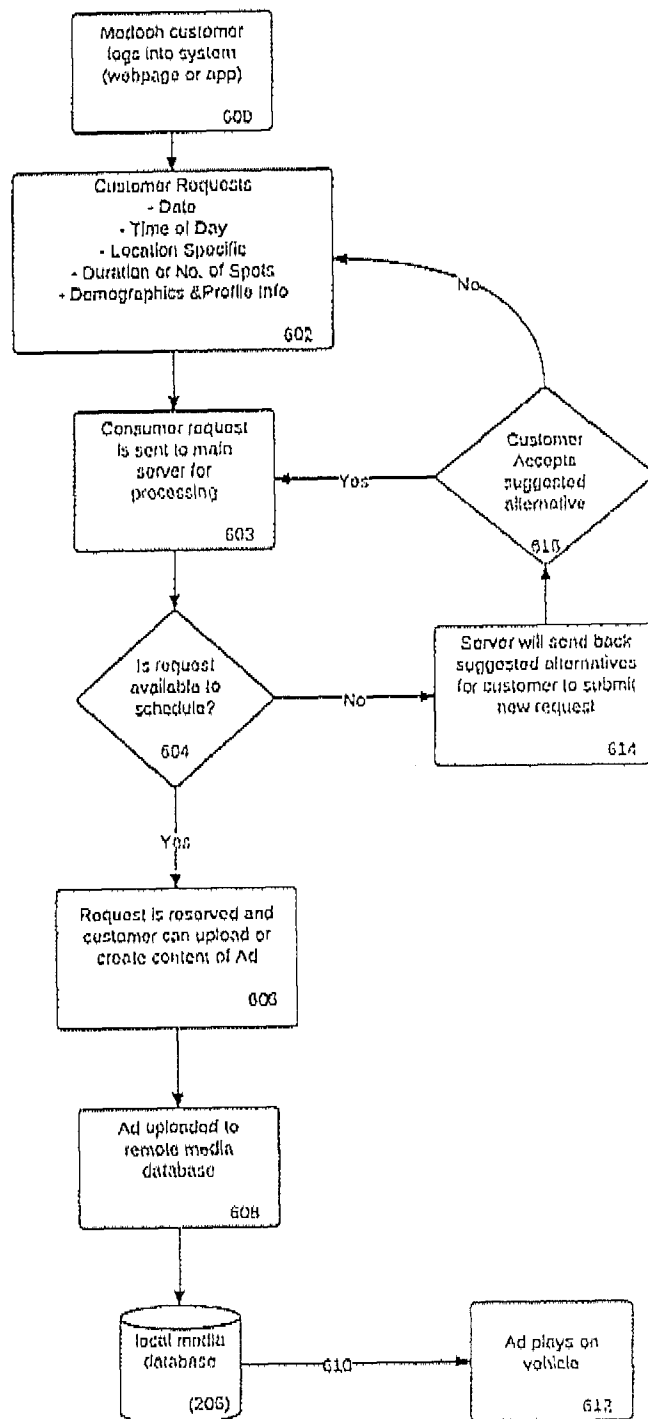 Modooh customer
logs into system
(webpage or app)
600
Customer Requests
- Date
- Time of Day
- Location Specific
- Duration or No. of Spots
- Demographics &Profile Info
602
No
Consumer request
is sent to main
server for
processing
603
Yes
Customer
Accepts
suggested
alternative
616
Is request
available to
schedule?
604
No
Server will send back
suggested alternatives
for customer to submit
new request
614
Yes
Request is reserved and
customer can upload or
create content of Ad
606
Ad uploaded to
remote media
database
608
local media
database
(206)
610
Ad plays on
vehicle
612